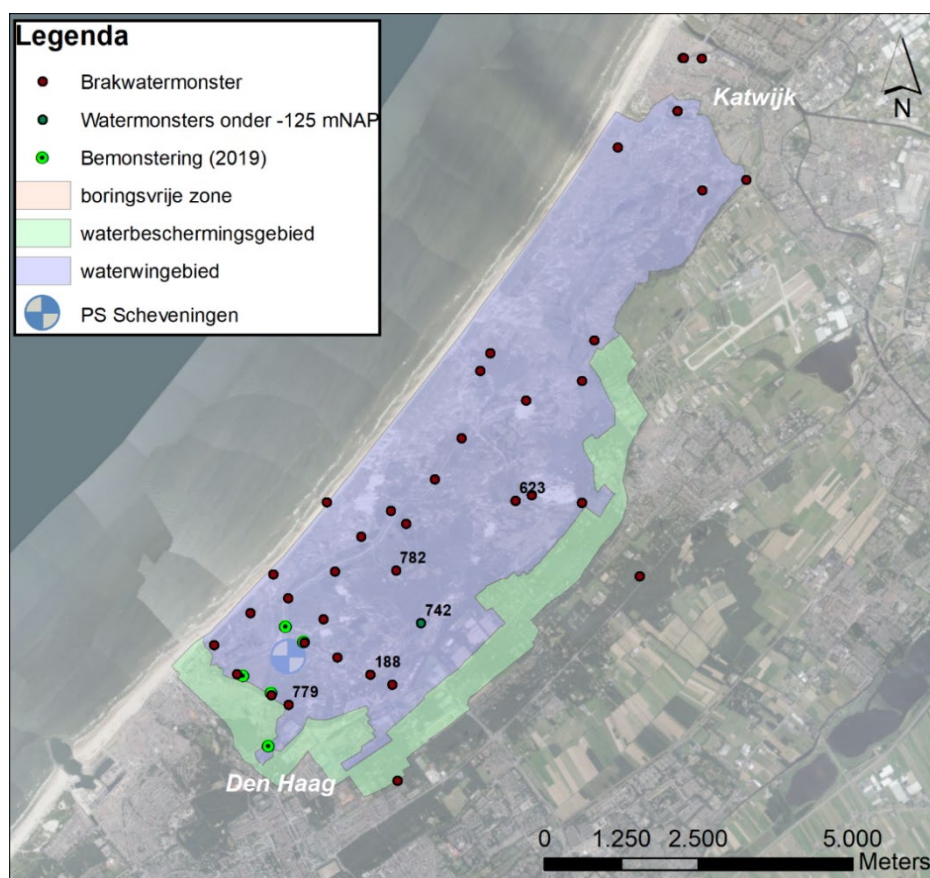 Legenda
Brakwatermonster
Watermonsters onder -125 mNAP
Bemonstering (2019)
boringsvrije zone
waterbeschermingsgebied
waterwingebied
PS Scheveningen
Katwijk
N
623
782
742
188
779
Den Haag
0 1.250 2.500 5.000
Meters